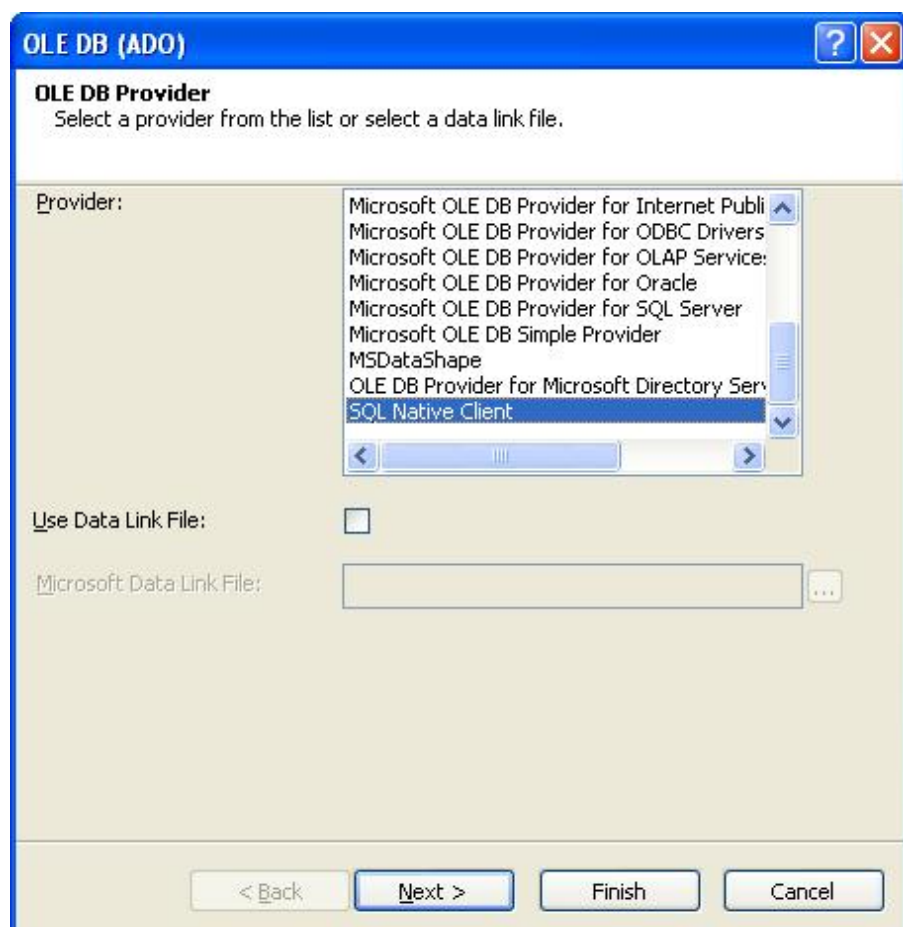 OLE DB (ADO)
OLE DB Provider
Select a provider from the list or select a data link file.
Provider:
Microsoft OLE DB Provider for Internet Publi
Microsoft OLE DB Provider for ODBC Drivers
Microsoft OLE DB Provider for OLAP Services
Microsoft OLE DB Provider for Oracle
Microsoft OLE DB Provider for SQL Server
Microsoft OLE DB Simple Provider
MSDataShape
OLE DB Provider for Microsoft Directory Serv
SQL Native Client
Use Data Link File:
Microsoft Data Link File:
...
< Back
Next >
Finish
Cancel